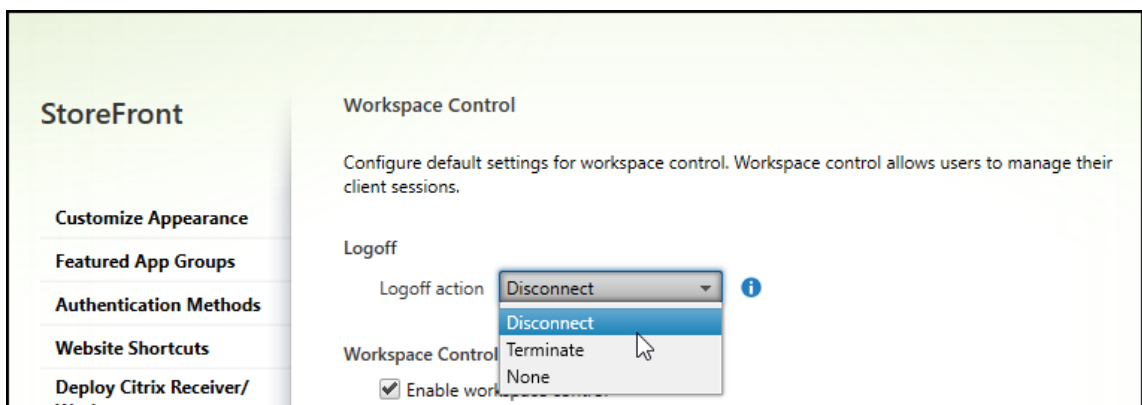 StoreFront
Customize Appearance
Featured App Groups
Authentication Methods
Website Shortcuts
Deploy Citrix Receiver/
Workspace Control
Configure default settings for workspace control. Workspace control allows users to manage their
client sessions.
Logoff
Logoff action Disconnect
Disconnect
Terminate
None
Workspace Control
Enable workspace control